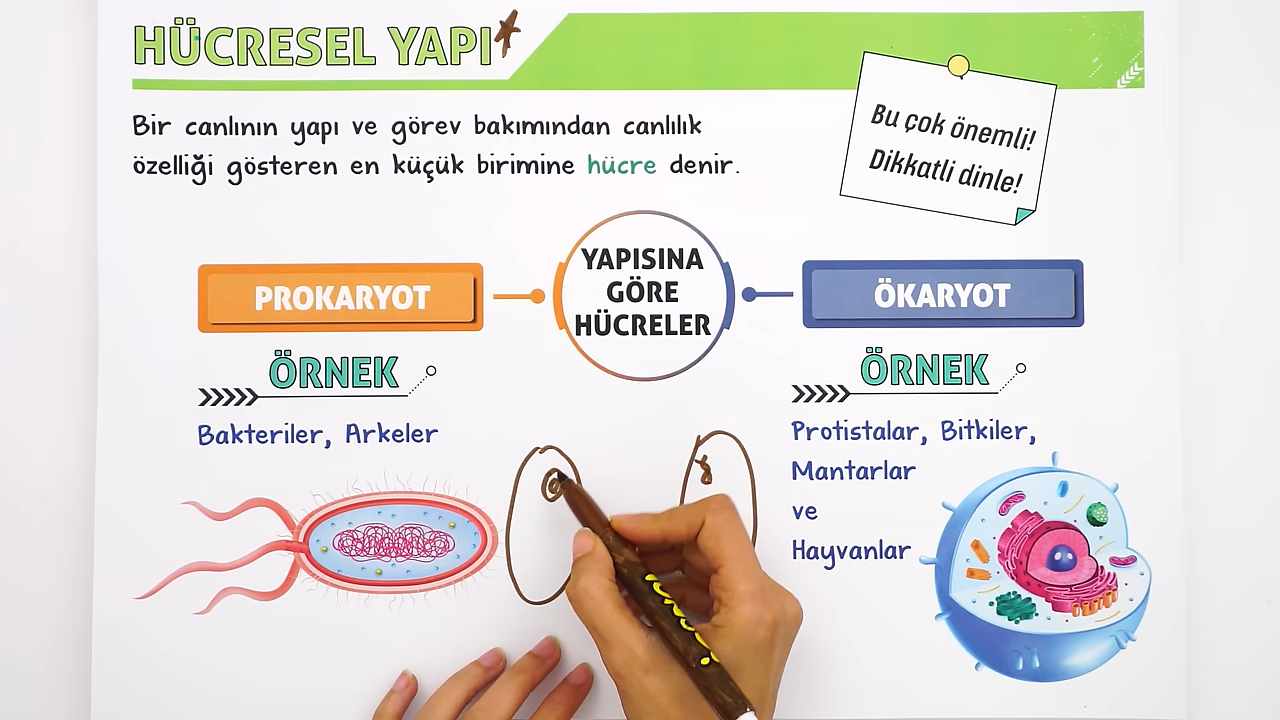 HÜCRESEL YAPI
Bir canlının yapı ve görev bakımından canlılık
özelliği gösteren en küçük birimine hücre denir.
Bu çok önemli!
Dikkatli dinle!
PROKARYOT
YAPISINA
GÖRE
HÜCRELER
ÖKARYOT
ÖRNEK
Bakteriler, Arkeler
ÖRNEK
Protistalar, Bitkiler,
Mantarlar
ve
Hayvanlar